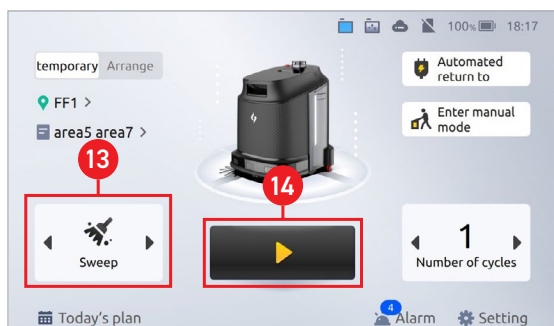 100% 18:17
temporary Arrange
Automated
return to
FF1 >
Enter manual
mode
area5 area7 >
13
14
1
Sweep
Number of cycles
Today's plan
4
Alarm
Setting